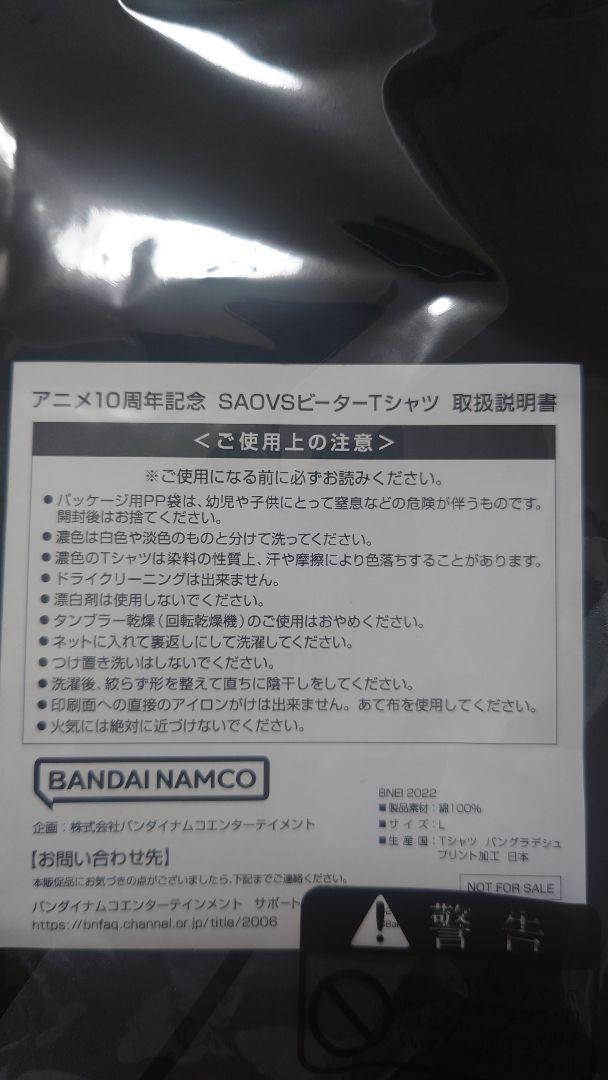 アニメ10周年記念 SAOVSビーターTシャツ 取扱説明書
＜ご使用上の注意＞
※ご使用になる前に必ずお読みください。
●パッケージ用PP袋は、幼児や子供にとって窒息などの危険が伴うものです。
開封後はお捨てください。
●濃色は白色や淡色のものと分けて洗ってください。
●濃色のTシャツは染料の性質上、汗や摩擦により色落ちすることがあります。
●ドライクリーニングは出来ません。
●漂白剤は使用しないでください。
●タンブラー乾燥(回転乾燥機)のご使用はおやめください。
●ネットに入れて裏返しにして洗濯してください。
●つけ置き洗いはしないでください。
●洗濯後、絞らず形を整えて直ちに陰干しをしてください。
●印刷面への直接のアイロンがけは出来ません。あて布を使用してください。
●火気には絶対に近づけないでください。
BANDAI NAMCO
企画：株式会社バンダイナムコエンターテイメント
【お問い合わせ先】
本販促品にお気づきの点がございましたら、下記までご連絡ください。
バンダイナムコエンターテインメント サポート
https://bnfaq.channel.or.jp/title/2006
BNEI 2022
■製品素材：綿100%
■サイズ：L
■生産国：Tシャツ バングラデシュ
プリント加工 日本
NOT FOR SALE
警告